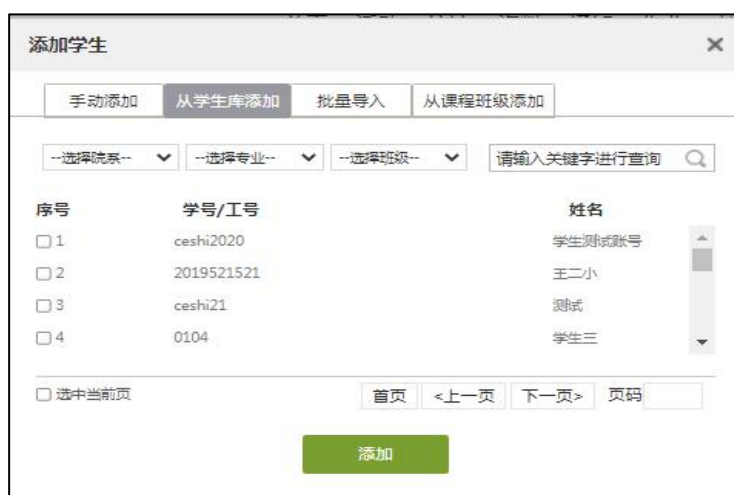 添加学生 ×
手动添加 从学生库添加 批量导入 从课程班级添加
--选择院系-- --选择专业-- --选择班级-- 请输入关键字进行查询
序号 学号/工号 姓名
1 ceshi2020 学生测试账号
2 2019521521 王二小
3 ceshi21 测试
4 0104 学生三
选中当前页 首页 <上一页 下一页> 页码
添加